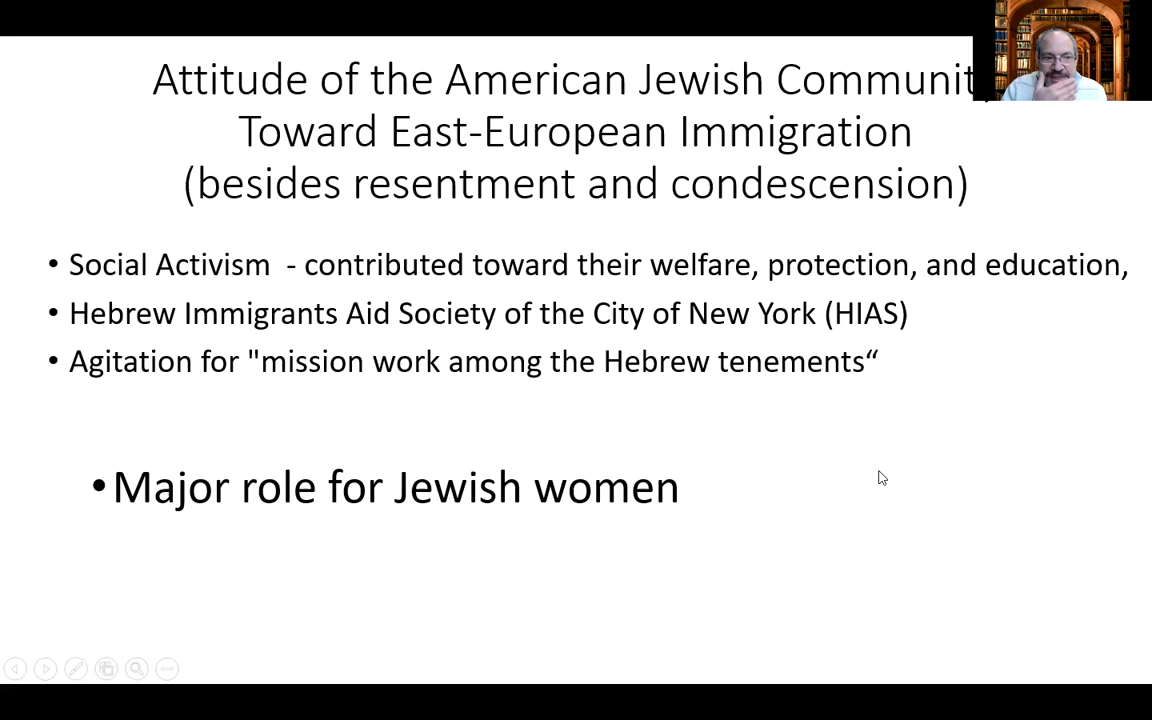 Attitude of the American Jewish Communit
Toward East-European Immigration
(besides resentment and condescension)
• Social Activism - contributed toward their welfare, protection, and education,
• Hebrew Immigrants Aid Society of the City of New York (HIAS)
• Agitation for "mission work among the Hebrew tenements“
• Major role for Jewish women